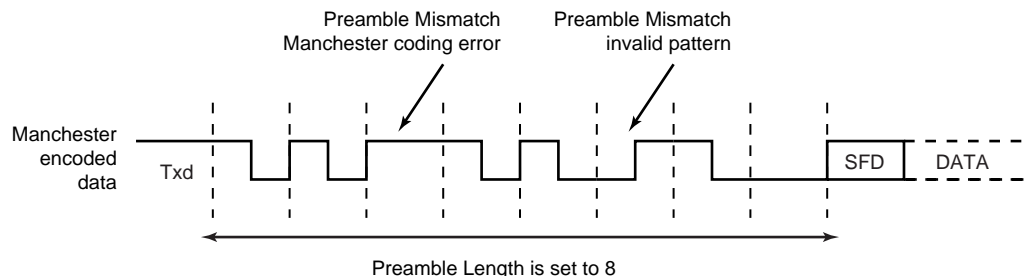 Preamble Mismatch
Manchester coding error
Preamble Mismatch
invalid pattern
Manchester
encoded
data
Txd
SFD
DATA
Preamble Length is set to 8